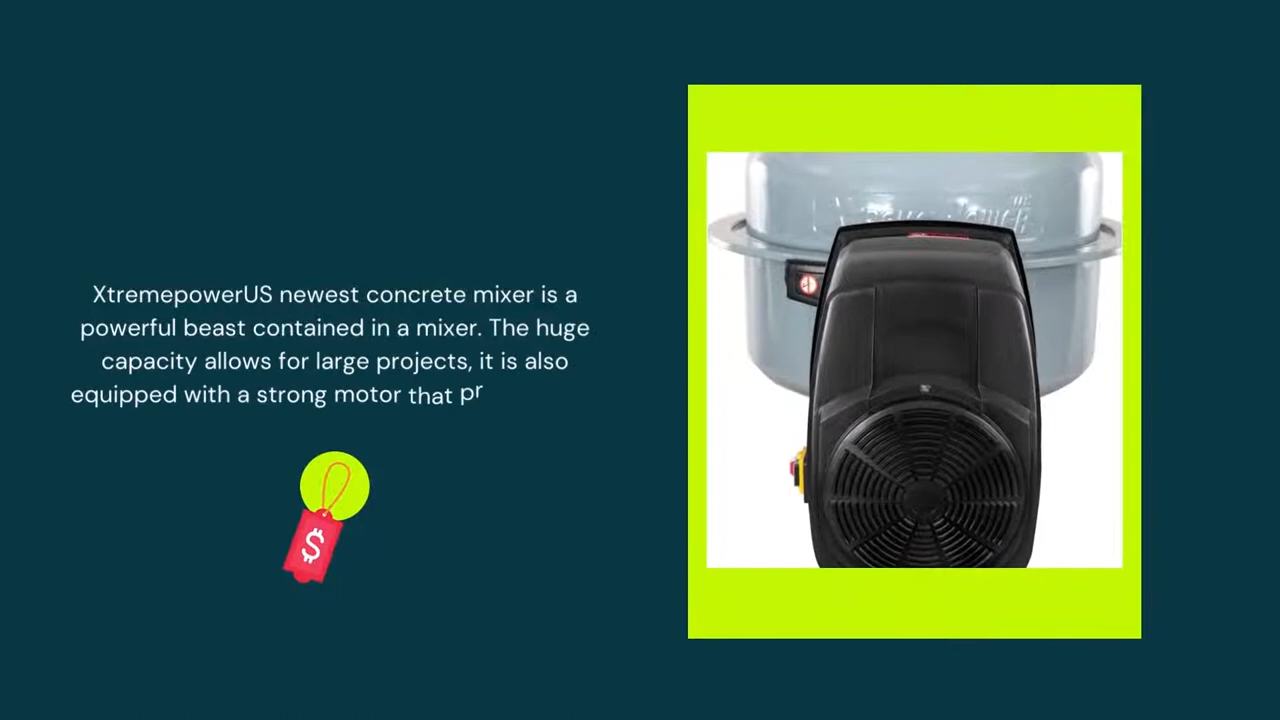 XtremepowerUS newest concrete mixer is a
powerful beast contained in a mixer. The huge
capacity allows for large projects, it is also
equipped with a strong motor that pr
$